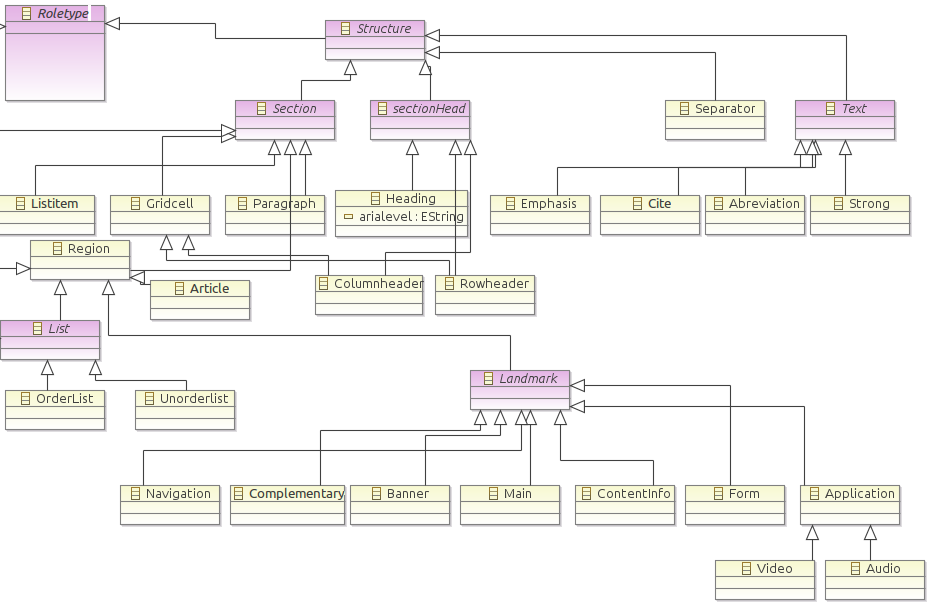 Roletype
Structure
Section
sectionHead
Separator
Text
Listitem
Gridcell
Paragraph
Heading
arialevel : EString
Emphasis
Cite
Abreviation
Strong
Region
Article
Columnheader
Rowheader
List
Landmark
OrderList
Unorderlist
Navigation
Complementary
Banner
Main
ContentInfo
Form
Application
Video
Audio